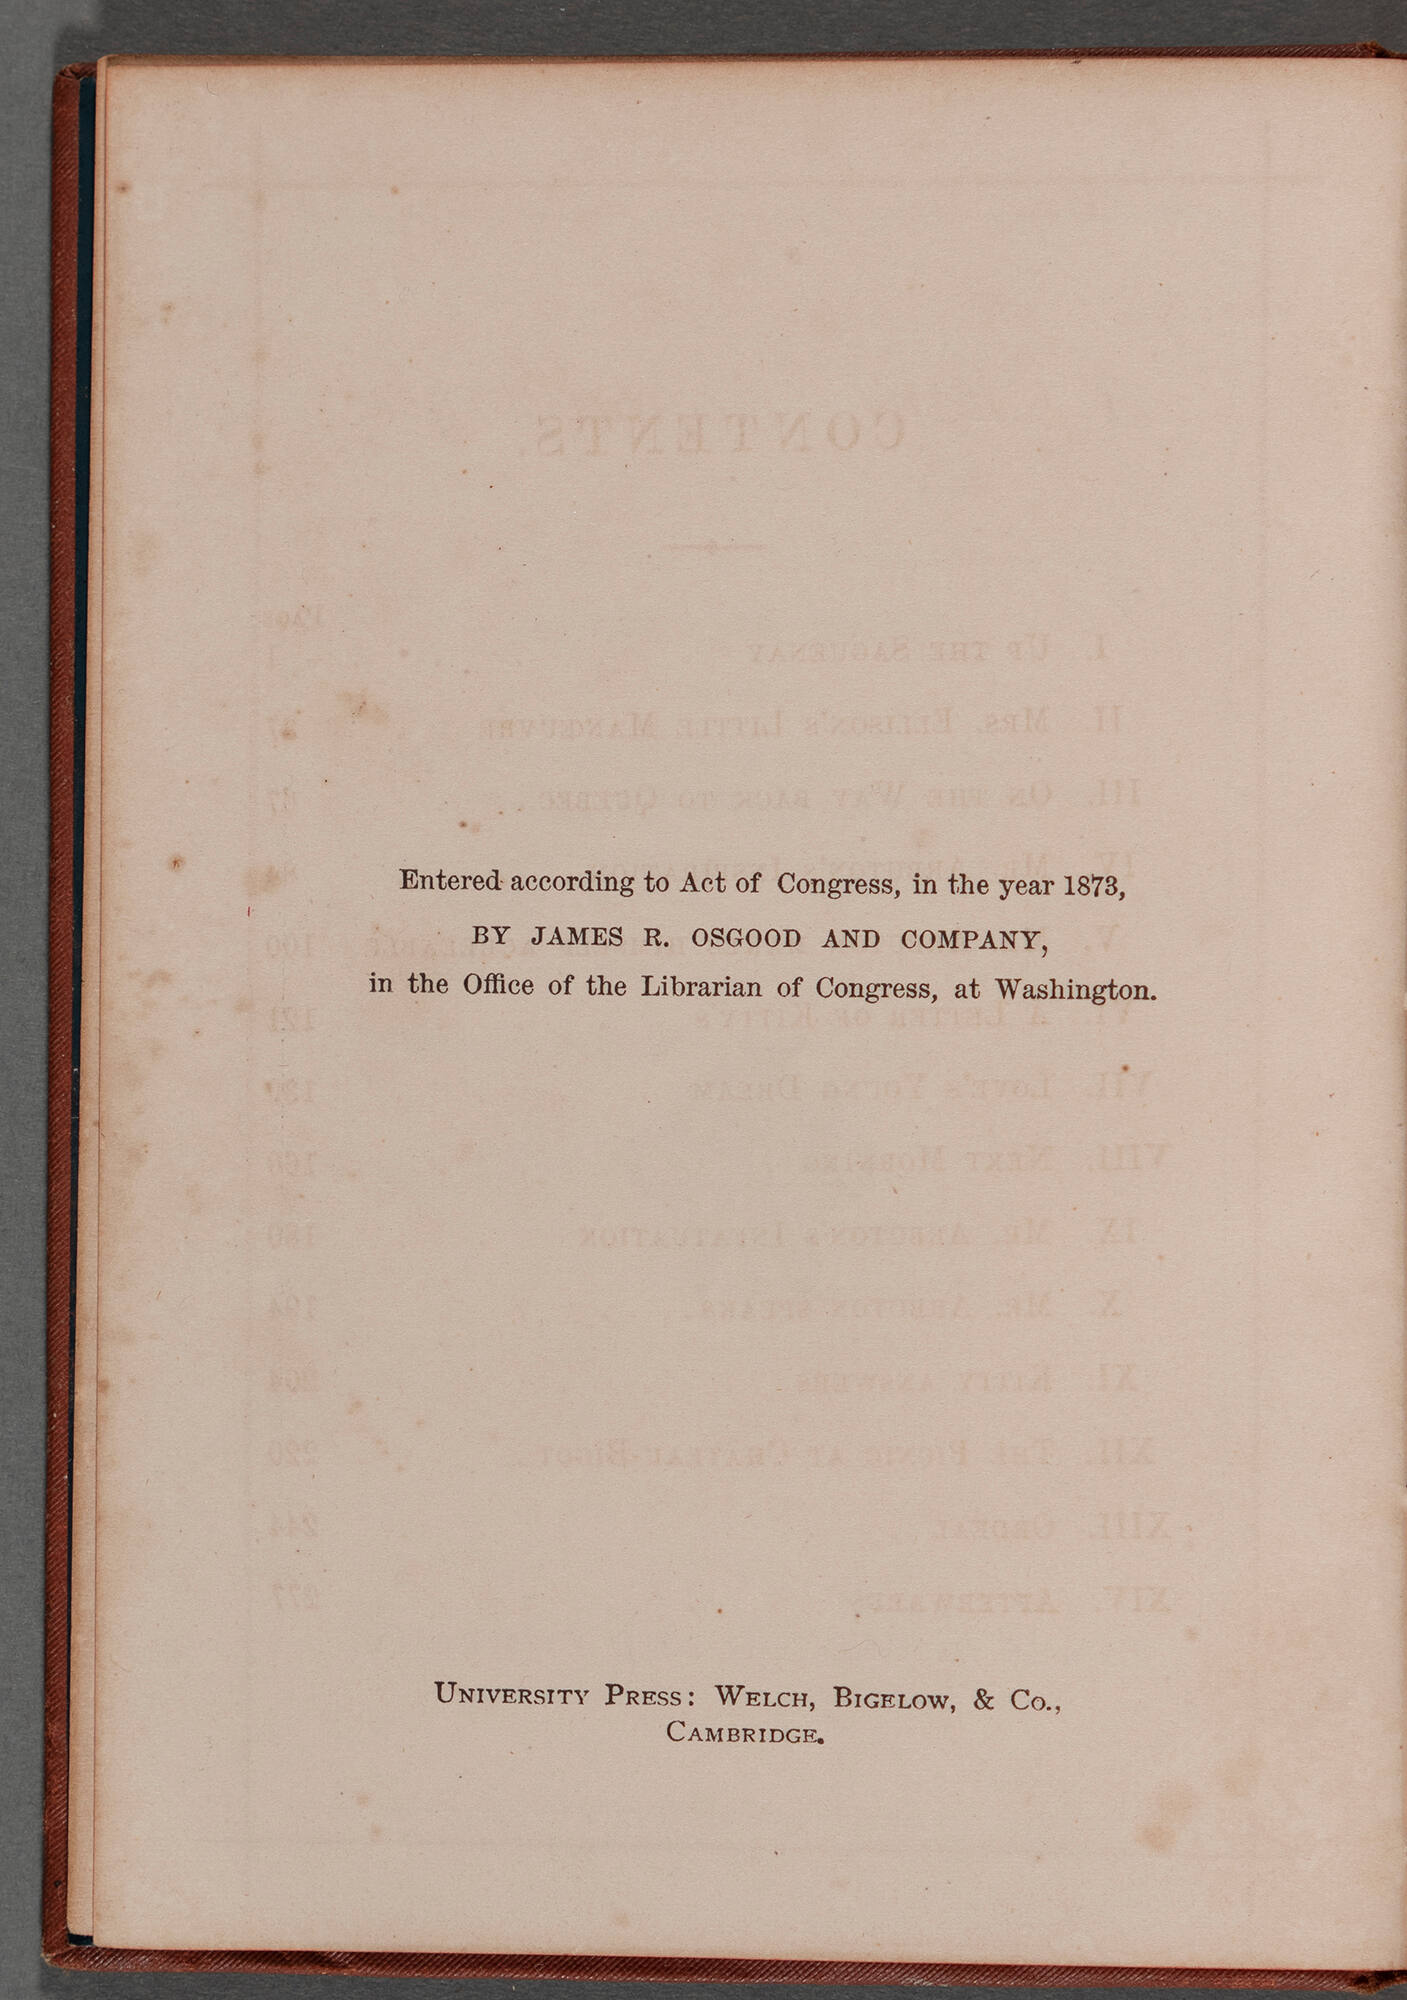 Entered according to Act of Congress, in the year 1873,
BY JAMES R. OSGOOD AND COMPANY,
in the Office of the Librarian of Congress, at Washington.
UNIVERSITY PRESS: WELCH, BIGELOW, & CO.,
CAMBRIDGE.